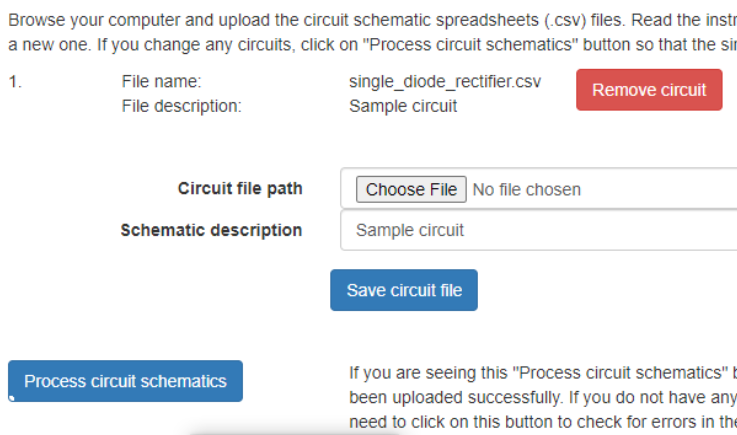 Browse your computer and upload the circuit schematic spreadsheets (.csv) files. Read the
a new one. If you change any circuits, click on "Process circuit schematics" button so that the
1. File name: single_diode_rectifier.csv Remove circuit
File description: Sample circuit
Circuit file path Choose File No file chosen
Schematic description Sample circuit
Save circuit file
Process circuit schematics If you are seeing this "Process circuit schematics"
been uploaded successfully. If you do not have any
need to click on this button to check for errors in the